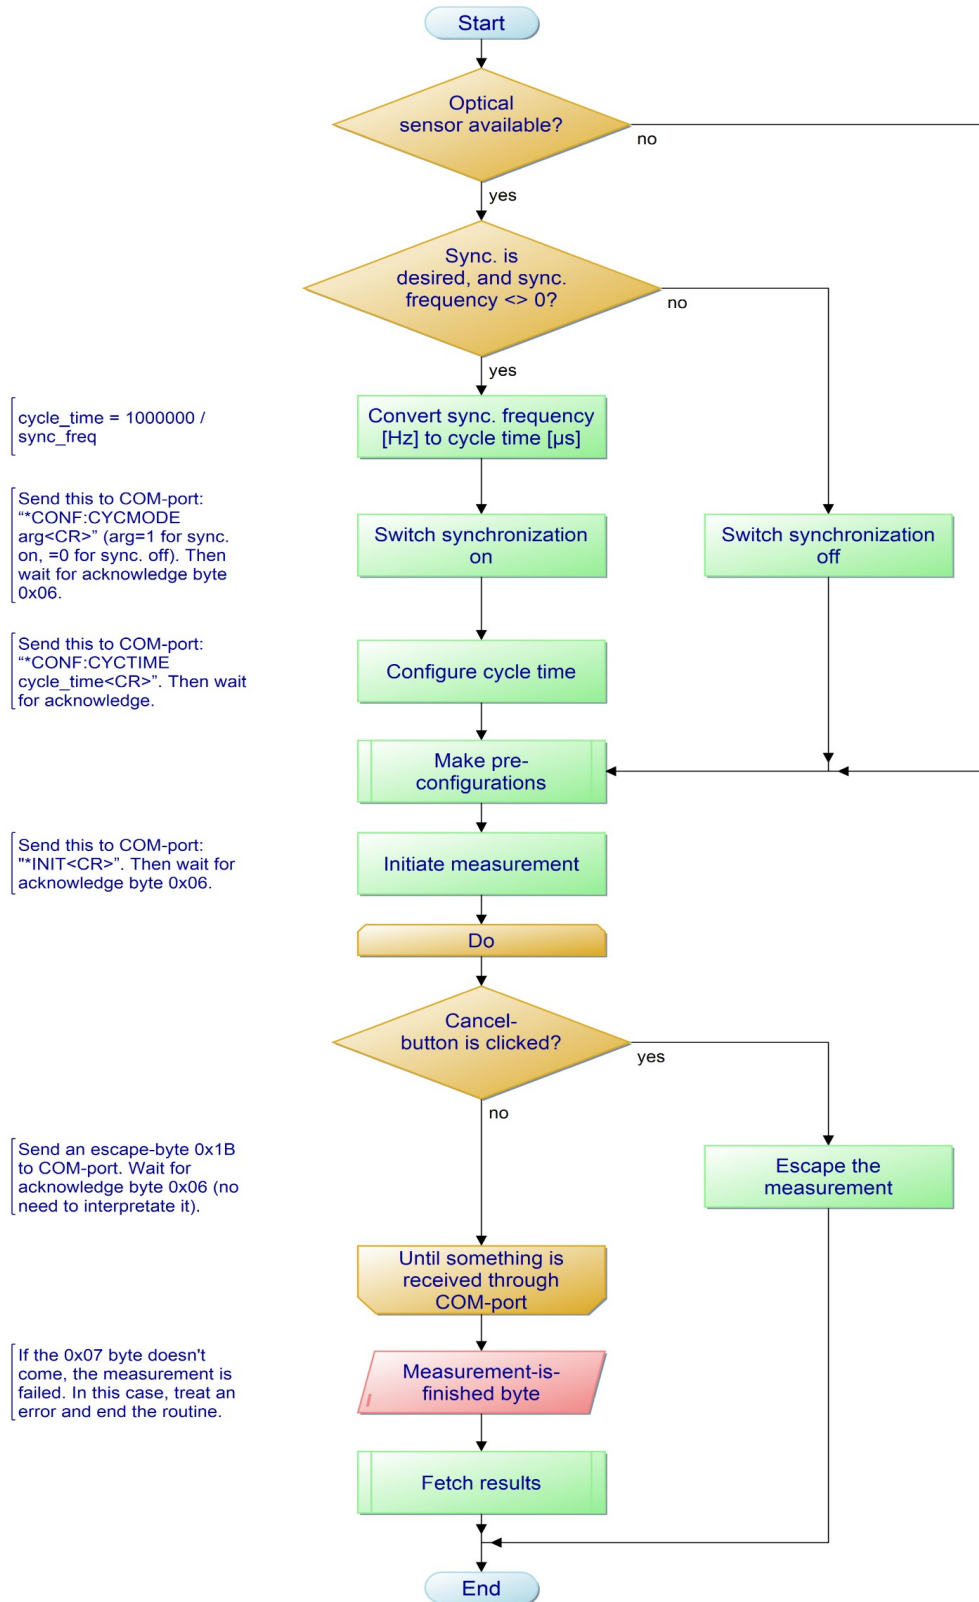 Start
Optical
sensor available?
no
yes
Sync. is
desired, and sync.
frequency <> 0?
no
yes
cycle_time = 1000000 /
sync_freq
Convert sync. frequency
[Hz] to cycle time [µs]
Send this to COM-port:
“*CONF:CYCMODE
arg<CR>” (arg=1 for sync.
on, =0 for sync. off). Then
wait for acknowledge byte
0x06.
Switch synchronization
on
Switch synchronization
off
Send this to COM-port:
“*CONF:CYCTIME
cycle_time<CR>”. Then wait
for acknowledge.
Configure cycle time
Make pre-
configurations
Send this to COM-port:
"*INIT<CR>”. Then wait for
acknowledge byte 0x06.
Initiate measurement
Do
Cancel-
button is clicked?
yes
no
Send an escape-byte 0x1B
to COM-port. Wait for
acknowledge byte 0x06 (no
need to interpretate it).
Escape the
measurement
Until something is
received through
COM-port
If the 0x07 byte doesn't
come, the measurement is
failed. In this case, treat an
error and end the routine.
Measurement-is-
finished byte
Fetch results
End